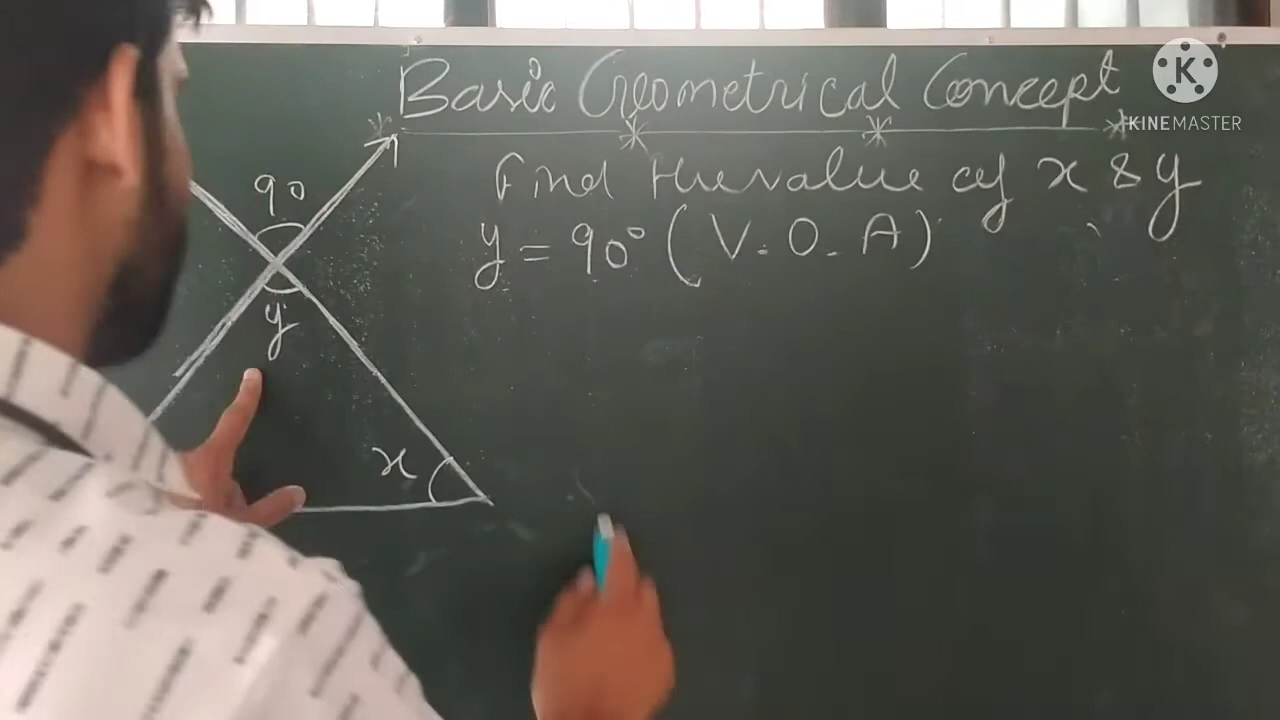 Basic Geometrical Concept
K
KINEMASTER
Find the value of x & y
y = 90° (V. O. A)
90
y
x